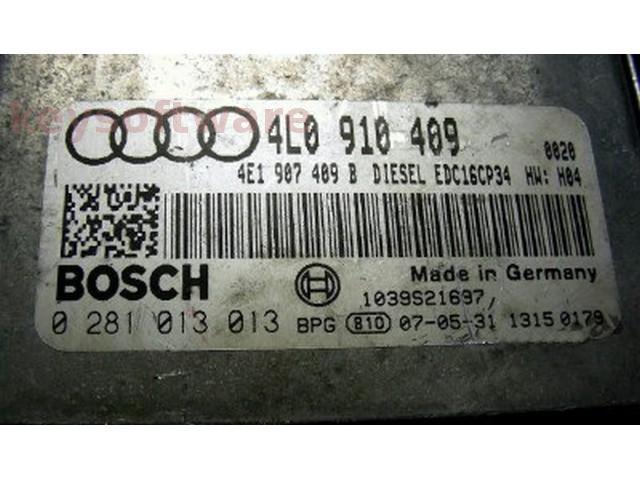 keysoftware
4L0 910 409
0020
4E1 907 409 B DIESEL EDC16CP34 HW: H04
BOSCH
Made in Germany
1039S21697,
0 281 013 013 BPG 810 07-05-31 1315 0179